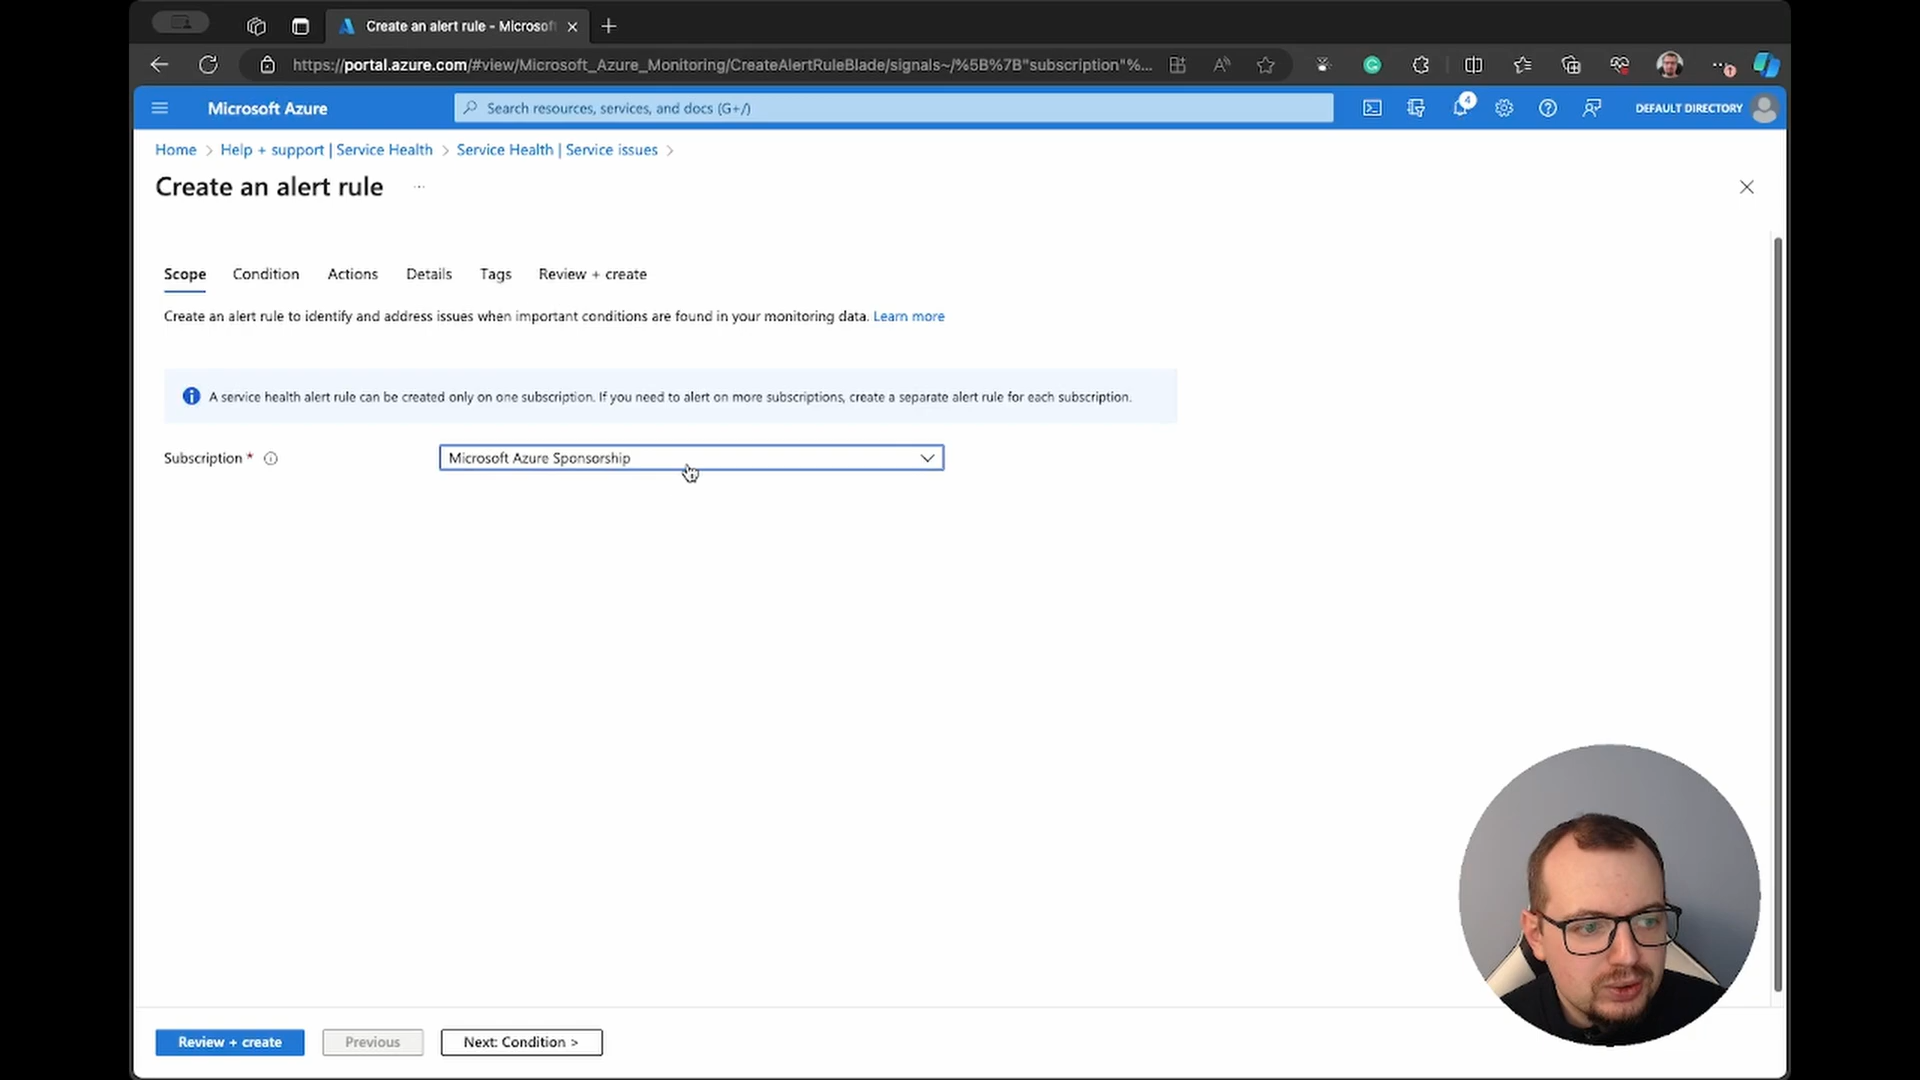 Create an alert rule - Microsof
https://portal.azure.com/#view/Microsoft_Azure_Monitoring/CreateAlertRuleBlade/signals~/%5B%7B"subscription"%...
Microsoft Azure
Search resources, services, and docs (G+/)
4
DEFAULT DIRECTORY
Home > Help + support | Service Health > Service Health | Service issues >
Create an alert rule ...
Scope Condition Actions Details Tags Review + create
Create an alert rule to identify and address issues when important conditions are found in your monitoring data. Learn more
A service health alert rule can be created only on one subscription. If you need to alert on more subscriptions, create a separate alert rule for each subscription.
Subscription * Microsoft Azure Sponsorship
Review + create Previous Next: Condition >